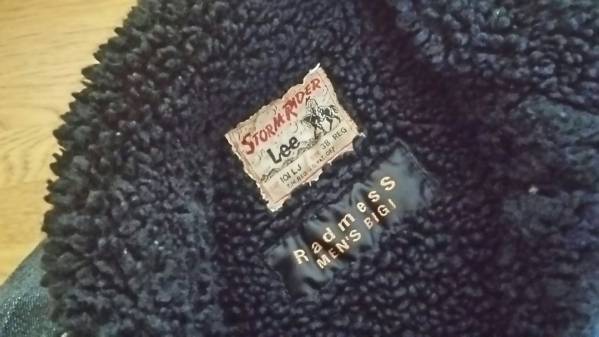 STORM RIDER
Lee
101 LJ 38 REG
Radmess
MEN'S BIGI